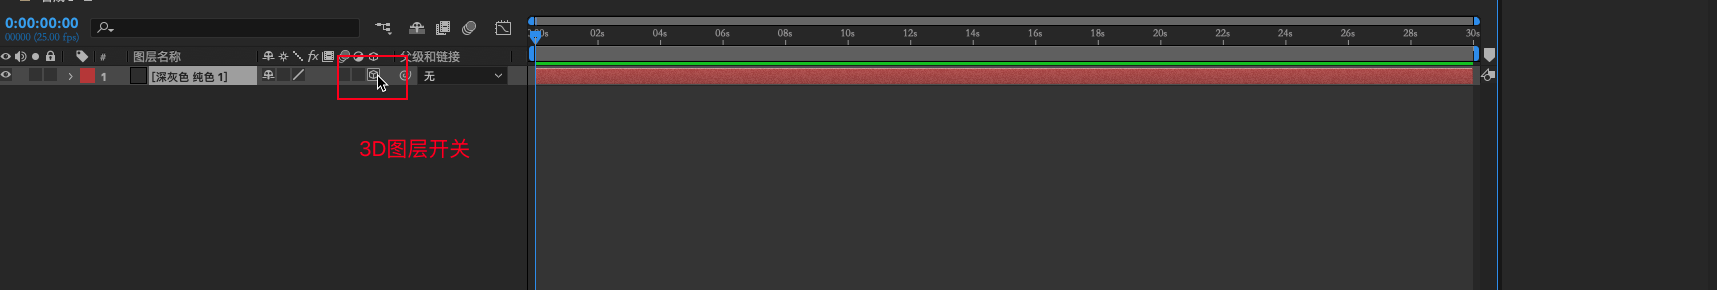 0:00:00:00
00000 (25.00 fps)
# 图层名称 fx 父级和链接
1 [深灰色 纯色 1] 无
02s 04s 06s 08s 10s 12s 14s 16s 18s 20s 22s 24s 26s 28s 30s
3D图层开关